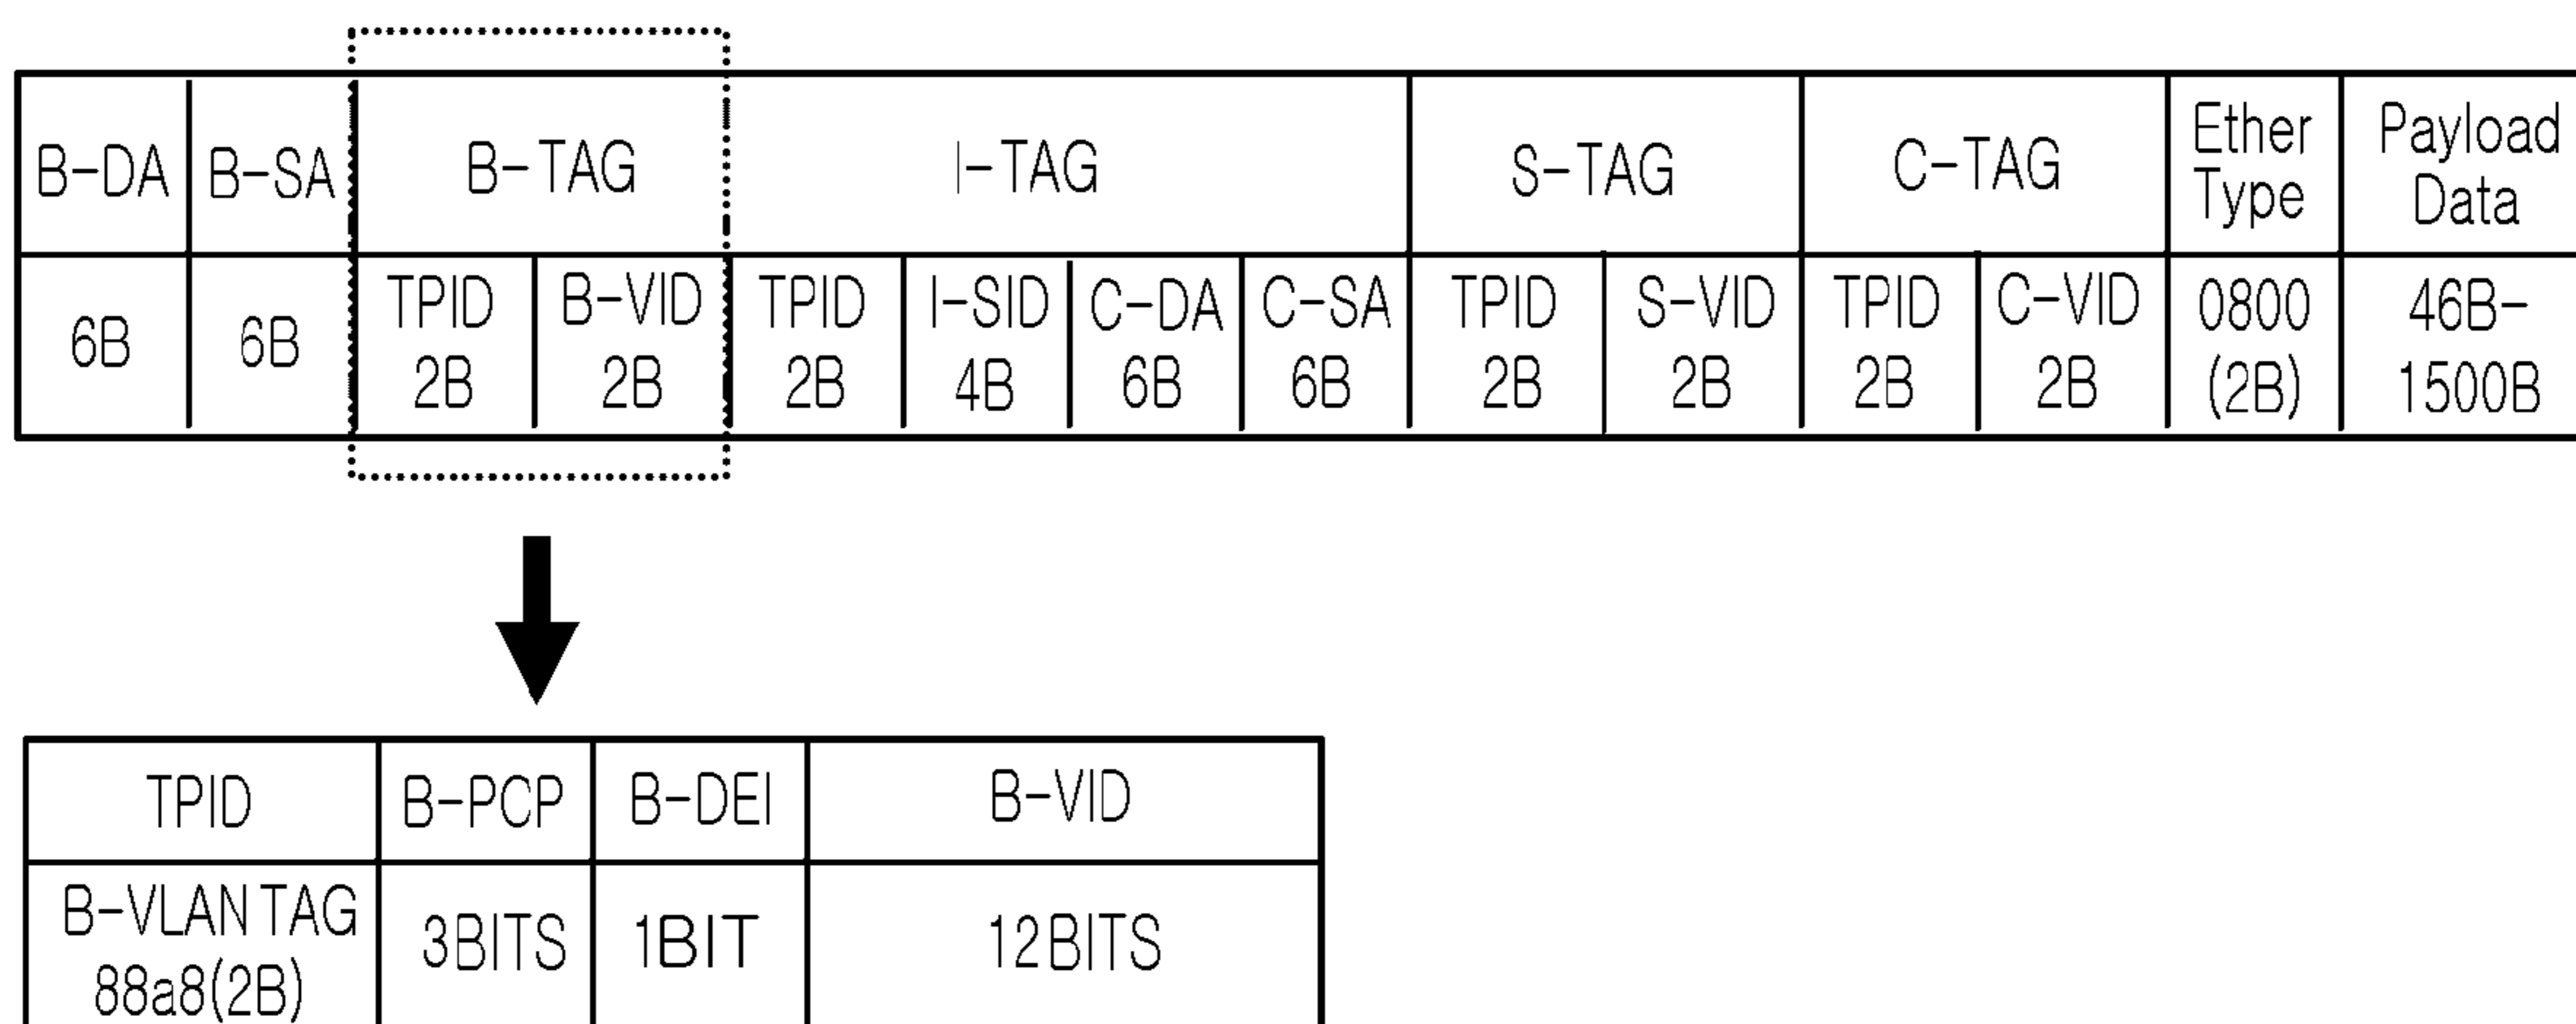 B-DA B-SA B-TAG I-TAG S-TAG C-TAG Ether Type Payload Data
6B 6B TPID 2B B-VID 2B TPID 2B I-SID 4B C-DA 6B C-SA 6B TPID 2B S-VID 2B TPID 2B C-VID 2B 0800 (2B) 46B-1500B
TPID B-PCP B-DEI B-VID
B-VLAN TAG 88a8(2B) 3BITS 1BIT 12BITS